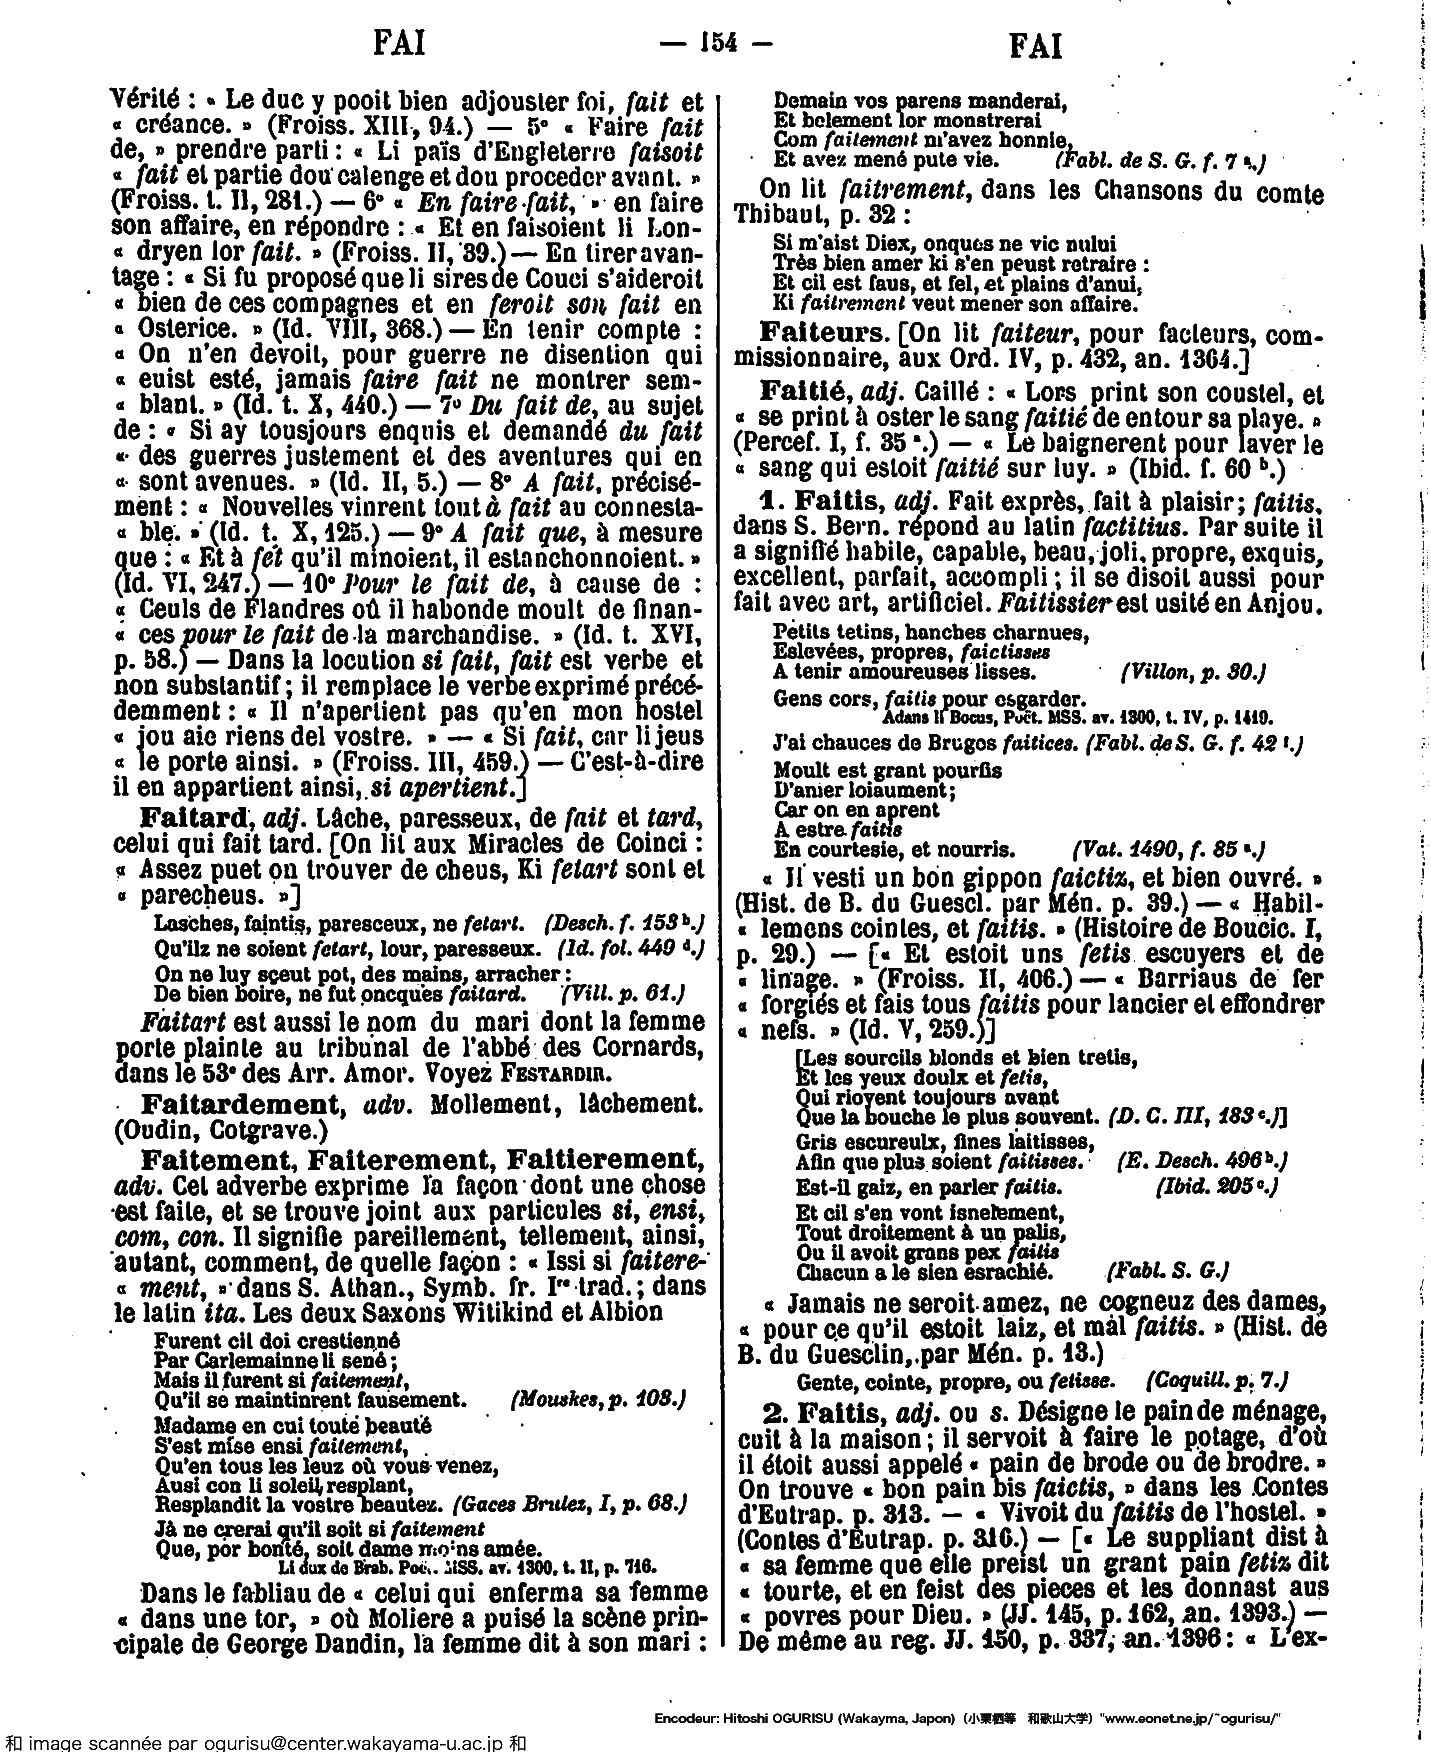 FAI
— 154 —
FAI
Vérité : « Le duc y pooit bien adjouster foi, fait et
« créance. » (Froiss. XIII, 94.) — 5° « Faire fait
de, » prendre parti : « Li païs d'Engleterre faisoit
« fait et partie dou calenge et dou proceder avant. »
(Froiss. t. II, 281.) — 6° « En faire fait, » en faire
son affaire, en répondre : « Et en faisoient li Lon-
« dryen lor fait. » (Froiss. II, 39.) — En tirer avan-
tage : « Si fu proposé que li sires de Couci s'aideroit
« bien de ces compagnes et en feroit son fait en
« Osterice. » (Id. VIII, 368.) — En tenir compte :
« On n'en devoit, pour guerre ne disention qui
« euist esté, jamais faire fait ne montrer sem-
« blant. » (Id. t. X, 440.) — 7° Du fait de, au sujet
de : « Si ay tousjours enquis et demandé du fait
« des guerres justement et des aventures qui en
« sont avenues. » (Id. II, 5.) — 8° A fait, précisé-
ment : « Nouvelles vinrent tout à fait au connesta-
« ble. » (Id. t. X, 125.) — 9° A fait que, à mesure
que : « Et à fet qu'il minoient, il estanchonnoient. »
(Id. VI, 247.) — 10° Pour le fait de, à cause de :
« Ceuls de Flandres où il habonde moult de finan-
« ces pour le fait de la marchandise. » (Id. t. XVI,
p. 58.) — Dans la locution si fait, fait est verbe et
non substantif ; il remplace le verbe exprimé précé-
demment : « Il n'apertient pas qu'en mon hostel
« jou aie riens del vostre. » — « Si fait, car li jeus
« le porte ainsi. » (Froiss. III, 459.) — C'est-à-dire
il en appartient ainsi, si apertient.]
Faitard, adj. Lâche, paresseux, de fait et tard,
celui qui fait tard. [On lit aux Miracles de Coinci :
« Assez puet on trouver de cheus, Ki fetart sont et
« parecheus. »]
Lasches, faintis, paresceux, ne fetart. (Desch. f. 153 b.)
Qu'ilz ne soient fetart, lour, paresseux. (Id. fol. 449 d.)
On ne luy sçeut pot, des mains, arracher :
De bien boire, ne fut oncques faitard. (Vill. p. 61.)
Faitart est aussi le nom du mari dont la femme
porte plainte au tribunal de l'abbé des Cornards,
dans le 53e des Arr. Amor. Voyez FESTARDIR.
Faitardement, adv. Mollement, lâchement.
(Oudin, Cotgrave.)
Faitement, Faiterement, Faitierement,
adv. Cet adverbe exprime la façon dont une chose
est faite, et se trouve joint aux particules si, ensi,
com, con. Il signifie pareillement, tellement, ainsi,
autant, comment, de quelle façon : « Issi si faitere-
« ment, » dans S. Athan., Symb. fr. Ire trad. ; dans
le latin ita. Les deux Saxons Witikind et Albion
Furent cil doi crestienné
Par Carlemainne li sené ;
Mais il furent si faitement,
Qu'il se maintinrent fausement. (Mouskes, p. 103.)
Madame en cui toute beauté
S'est mise ensi faitement,
Qu'en tous les leuz où vous venez,
Ausi con li soleil, resplant,
Resplandit la vostre beautez. (Gaces Brulez, I, p. 68.)
Jà ne crerai qu'il soit si faitement
Que, por bonté, soit dame moins amée.
Li dux de Brab. Poët. MSS. av. 1300, t. II, p. 716.
Dans le fabliau de « celui qui enferma sa femme
« dans une tor, » où Moliere a puisé la scène prin-
cipale de George Dandin, la femme dit à son mari :
Demain vos parens manderai,
Et belement lor monstrerai
Com faitement m'avez honnie,
Et avez mené pute vie. (Fabl. de S. G. f. 7 a.)
On lit faitrement, dans les Chansons du comte
Thibaut, p. 32 :
Si m'aist Diex, onques ne vic nului
Très bien amer ki s'en peust retraire :
Et cil est faus, et fel, et plains d'anui,
Ki faitrement veut mener son affaire.
Faiteurs. [On lit faiteur, pour facteurs, com-
missionnaire, aux Ord. IV, p. 432, an. 1364.]
Faitié, adj. Caillé : « Lors print son coustel, et
« se print à oster le sang faitié de entour sa playe. »
(Percef. I, f. 35 a.) — « Le baignerent pour laver le
« sang qui estoit faitié sur luy. » (Ibid. f. 60 b.)
1. Faitis, adj. Fait exprès, fait à plaisir ; faitis,
dans S. Bern. répond au latin factitius. Par suite il
a signifié habile, capable, beau, joli, propre, exquis,
excellent, parfait, accompli ; il se disoit aussi pour
fait avec art, artificiel. Faitissier est usité en Anjou.
Petits tetins, hanches charnues,
Eslevées, propres, faictisses
A tenir amoureuses lisses. (Villon, p. 30.)
Gens cors, faitis pour esgarder.
Adans li Bocus, Poët. MSS. av. 1300, t. IV, p. 1419.
J'ai chauces de Bruges faitices. (Fabl. de S. G. f. 42 f.)
Moult est grant pourfis
D'amer loiaument ;
Car on en aprent
A estre faitis
En courtesie, et nourris. (Vat. 1490, f. 85 a.)
« Il vesti un bon gippon faictiz, et bien ouvré. »
(Hist. de B. du Guescl. par Mén. p. 39.) — « Habil-
« lemens cointes, et faitis. » (Histoire de Boucic. I,
p. 29.) — [« Et estoit uns fetis escuyers et de
« linage. » (Froiss. II, 406.) — « Barriaus de fer
« forgiés et fais tous faitis pour lancier et effondrer
« nefs. » (Id. V, 259.)]
[Les sourcils blonds et bien tretis,
Et les yeux doulx et fetis,
Qui rioyent toujours avant
Que la bouche le plus souvent. (D. C. III, 183 c.)]
Gris escureulx, fines laitisses,
Afin que plus soient faitisses. (E. Desch. 496 b.)
Est-il gaiz, en parler faitis. (Ibid. 205 c.)
Et cil s'en vont isnelement,
Tout droitement à un palis,
Ou il avoit grans pex faitis
Chacun a le sien esrachié. (Fabl. S. G.)
« Jamais ne seroit amez, ne cogneuz des dames,
« pour ce qu'il estoit laiz, et mal faitis. » (Hist. de
B. du Guesclin, par Mén. p. 13.)
Gente, cointe, propre, ou fetisse. (Coquill. p. 7.)
2. Faitis, adj. ou s. Désigne le pain de ménage,
cuit à la maison ; il servoit à faire le potage, d'où
il étoit aussi appelé « pain de brode ou de brodre. »
On trouve « bon pain bis faictis, » dans les Contes
d'Eutrap. p. 313. — « Vivoit du faitis de l'hostel. »
(Contes d'Eutrap. p. 316.) — [« Le suppliant dist à
« sa femme que elle preist un grant pain fetiz dit
« tourte, et en feist des pieces et les donnast aus
« povres pour Dieu. » (JJ. 145, p. 162, an. 1393.) —
De même au reg. JJ. 150, p. 337, an. 1396 : « L'ex-
Encodeur: Hitoshi OGURISU (Wakayma, Japon) (小栗栖等 和歌山大学) "www.eonet.ne.jp/~ogurisu/"
和 image scannée par ogurisu@center.wakayama-u.ac.jp 和